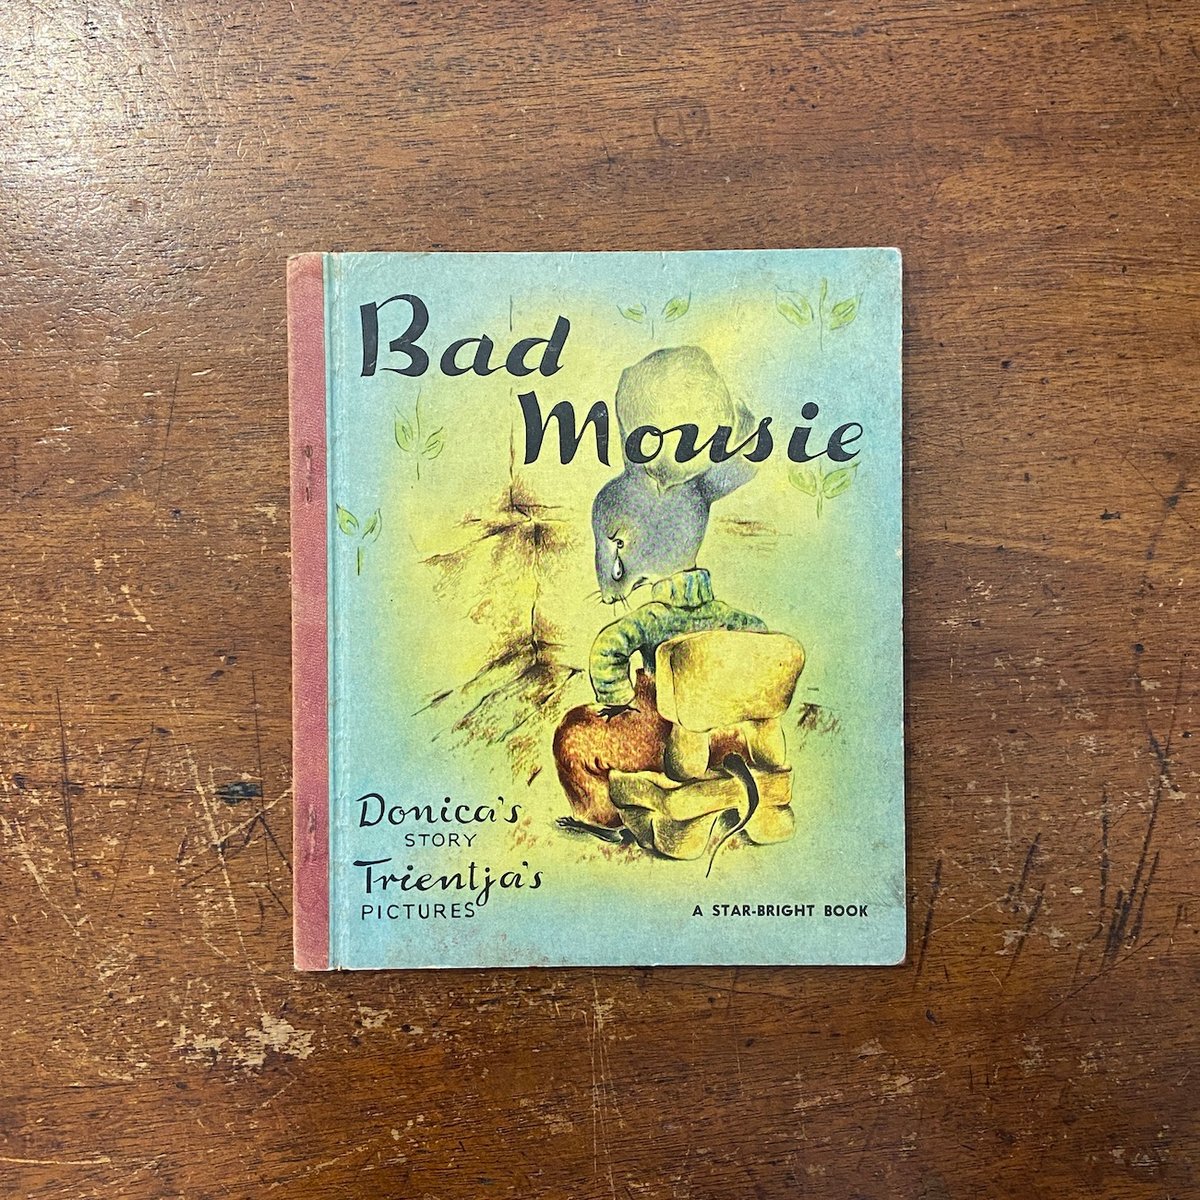 Bad
Mousie
Donica's
STORY
Trientja's
PICTURES
A STAR-BRIGHT BOOK